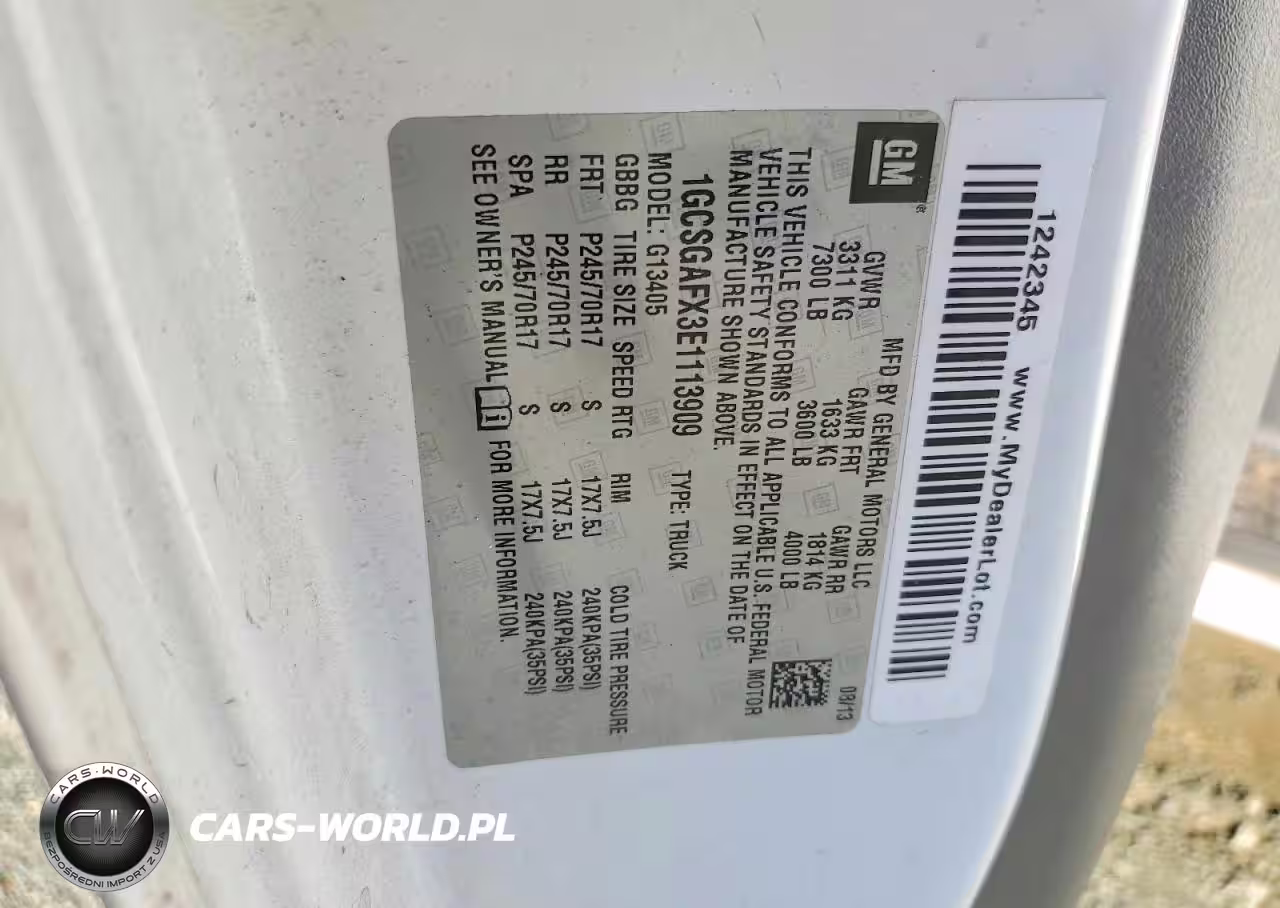 1242345 www.MyDealerLot.com
GM
MFD BY GENERAL MOTORS LLC 08/13
GVWR GAWR FRT GAWR RR
3311 KG 1633 KG 1814 KG
7300 LB 3600 LB 4000 LB
THIS VEHICLE CONFORMS TO ALL APPLICABLE U.S. FEDERAL MOTOR
VEHICLE SAFETY STANDARDS IN EFFECT ON THE DATE OF
MANUFACTURE SHOWN ABOVE.
1GCSGAFX3E1113909 TYPE: TRUCK
MODEL: G13405
GBBG TIRE SIZE SPEED RTG RIM COLD TIRE PRESSURE
FRT P245/70R17 S 17X7.5J 240KPA(35PSI)
RR P245/70R17 S 17X7.5J 240KPA(35PSI)
SPA P245/70R17 S 17X7.5J 240KPA(35PSI)
SEE OWNER'S MANUAL i FOR MORE INFORMATION.
CARS-WORLD
CW
BEZPOŚREDNI IMPORT Z USA
CARS-WORLD.PL